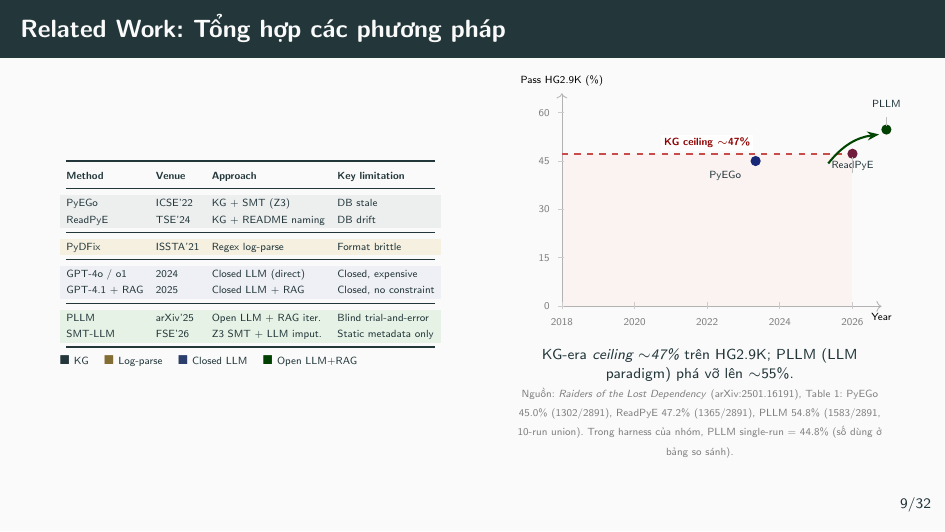 Related Work: Tổng hợp các phương pháp
Method Venue Approach Key limitation
PyEGo ICSE'22 KG + SMT (Z3) DB stale
ReadPyE TSE'24 KG + README naming DB drift
PyDFix ISSTA'21 Regex log-parse Format brittle
GPT-4o / o1 2024 Closed LLM (direct) Closed, expensive
GPT-4.1 + RAG 2025 Closed LLM + RAG Closed, no constraint
PLLM arXiv'25 Open LLM + RAG iter. Blind trial-and-error
SMT-LLM FSE'26 Z3 SMT + LLM imput. Static metadata only
KG Log-parse Closed LLM Open LLM+RAG
Pass HG2.9K (%)
PLLM
60
KG ceiling ∼47%
45
ReadPyE
PyEGo
30
15
0
Year
2018 2020 2022 2024 2026
KG-era ceiling ∼47% trên HG2.9K; PLLM (LLM
paradigm) phá vỡ lên ∼55%.
Nguồn: Raiders of the Lost Dependency (arXiv:2501.16191), Table 1: PyEGo
45.0% (1302/2891), ReadPyE 47.2% (1365/2891), PLLM 54.8% (1583/2891,
10-run union). Trong harness của nhóm, PLLM single-run = 44.8% (số dùng ở
bảng so sánh).
9/32